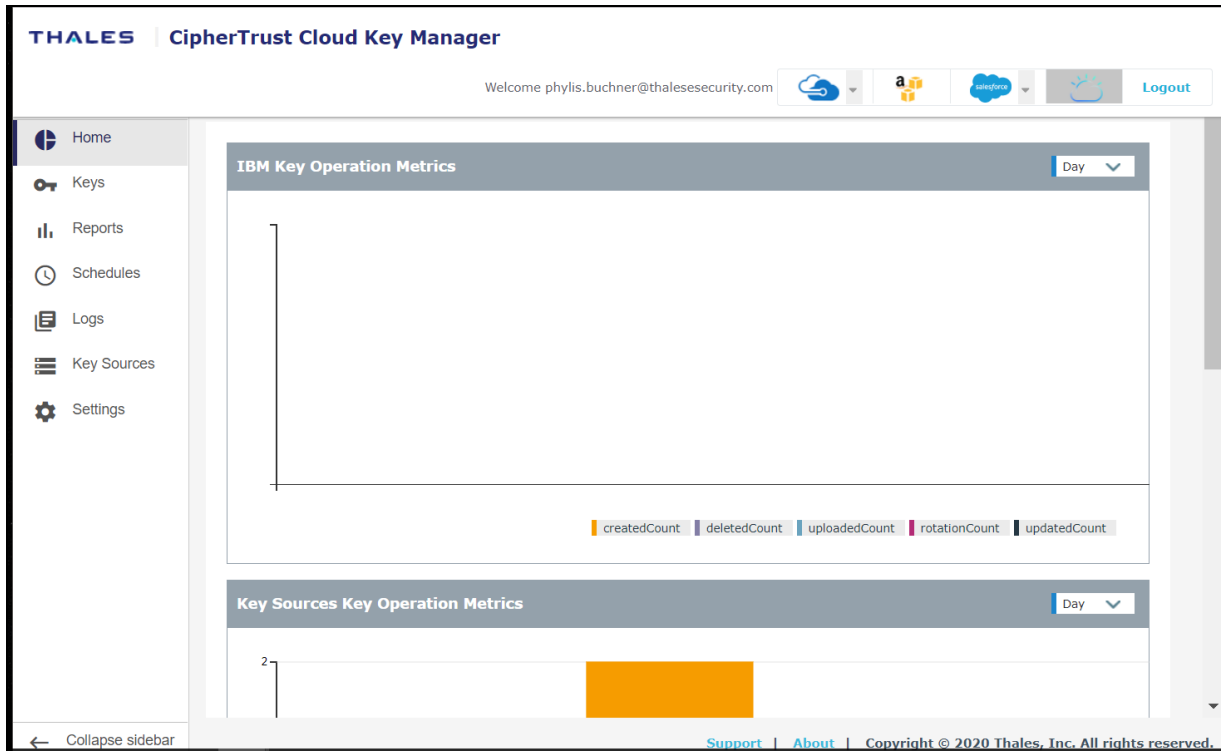 THALES CipherTrust Cloud Key Manager
Welcome phylis.buchner@thalesesecurity.com
a
salesforce
Logout
Home
Keys
Reports
Schedules
Logs
Key Sources
Settings
Collapse sidebar
IBM Key Operation Metrics Day
createdCount deletedCount uploadedCount rotationCount updatedCount
Key Sources Key Operation Metrics Day
2
Support | About | Copyright © 2020 Thales, Inc. All rights reserved.